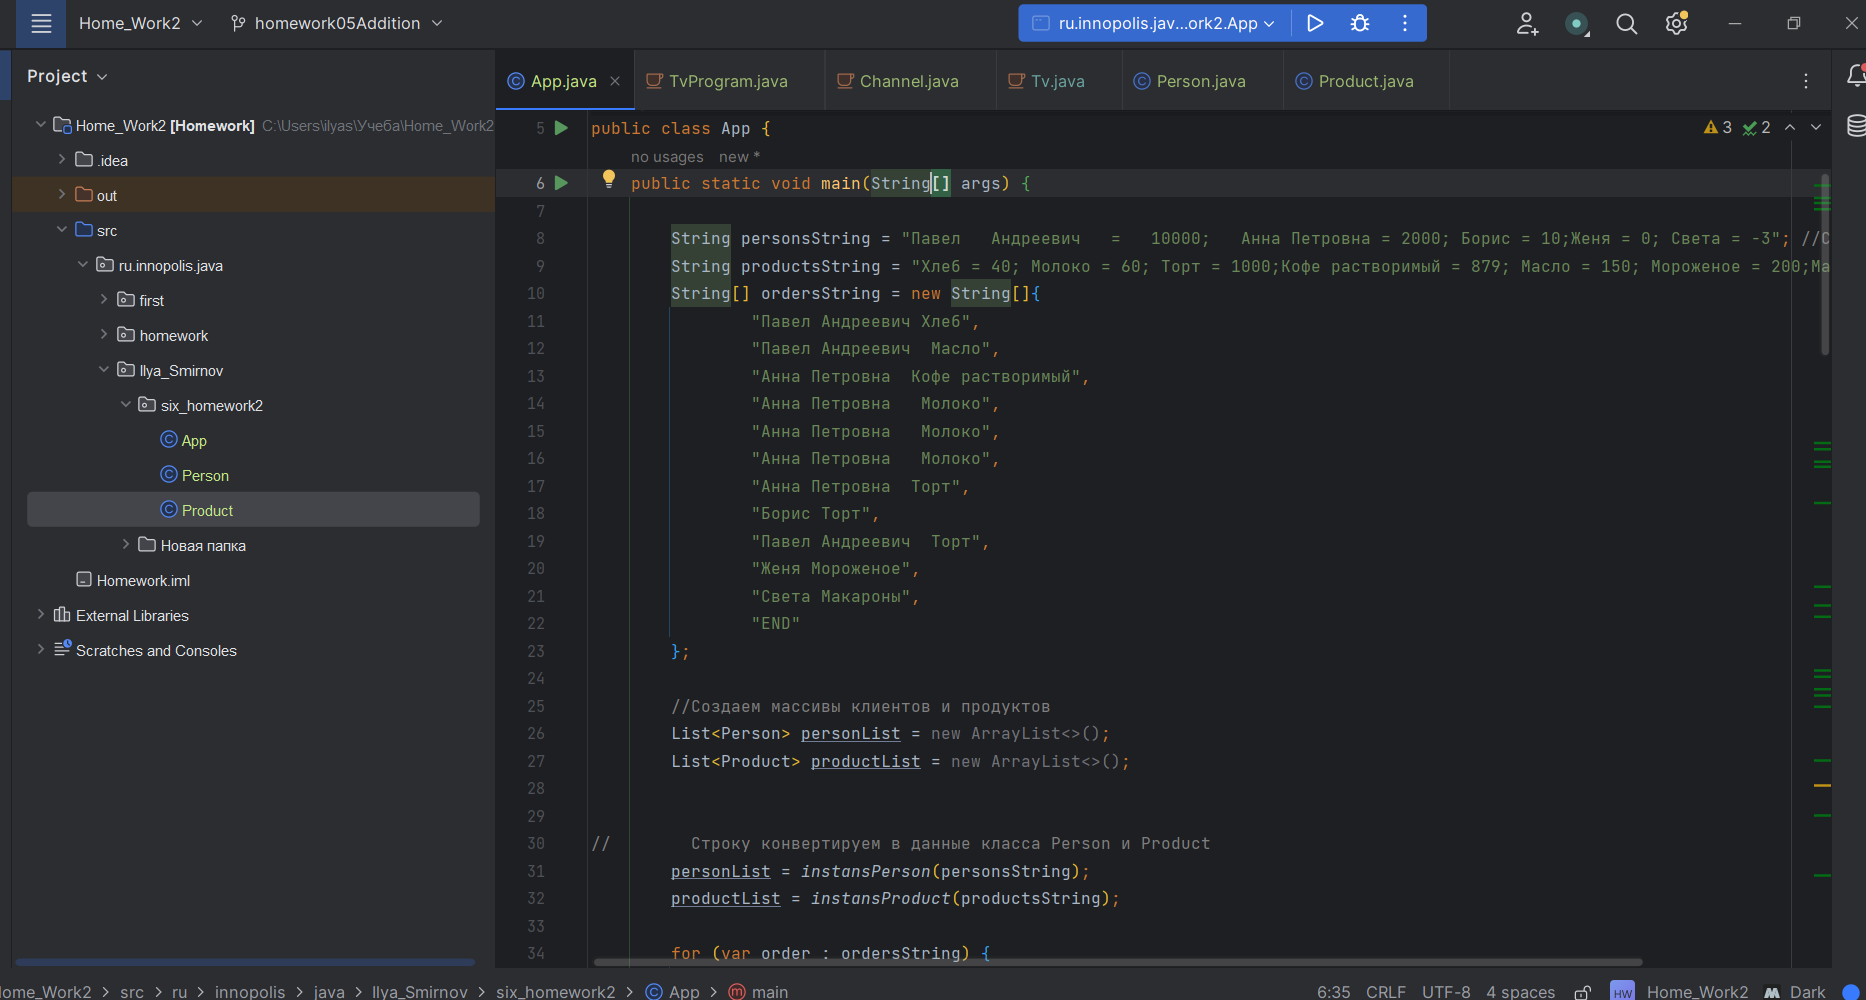 Home_Work2 homework05Addition ru.innopolis.jav...ork2.App
Project
Home_Work2 [Homework] C:\Users\ilyas\Учеба\Home_Work2
.idea
out
src
ru.innopolis.java
first
homework
Ilya_Smirnov
six_homework2
App
Person
Product
Новая папка
Homework.iml
External Libraries
Scratches and Consoles
App.java TvProgram.java Channel.java Tv.java Person.java Product.java
3 2
5 public class App {
no usages new *
6 public static void main(String[] args) {
7
8 String personsString = "Павел   Андреевич   =   10000;   Анна Петровна = 2000; Борис = 10;Женя = 0; Света = -3"; //С
9 String productsString = "Хлеб = 40; Молоко = 60; Торт = 1000;Кофе растворимый = 879; Масло = 150; Мороженое = 200;Ма
10 String[] ordersString = new String[]{
11 "Павел Андреевич Хлеб",
12 "Павел Андреевич  Масло",
13 "Анна Петровна  Кофе растворимый",
14 "Анна Петровна   Молоко",
15 "Анна Петровна   Молоко",
16 "Анна Петровна   Молоко",
17 "Анна Петровна  Торт",
18 "Борис Торт",
19 "Павел Андреевич  Торт",
20 "Женя Мороженое",
21 "Света Макароны",
22 "END"
23 };
24
25 //Создаем массивы клиентов и продуктов
26 List<Person> personList = new ArrayList<>();
27 List<Product> productList = new ArrayList<>();
28
29
30 //        Строку конвертируем в данные класса Person и Product
31 personList = instansPerson(personsString);
32 productList = instansProduct(productsString);
33
34 for (var order : ordersString) {
ome_Work2 > src > ru > innopolis > java > Ilya_Smirnov > six_homework2 > App > main
6:35 CRLF UTF-8 4 spaces HW Home_Work2 Dark